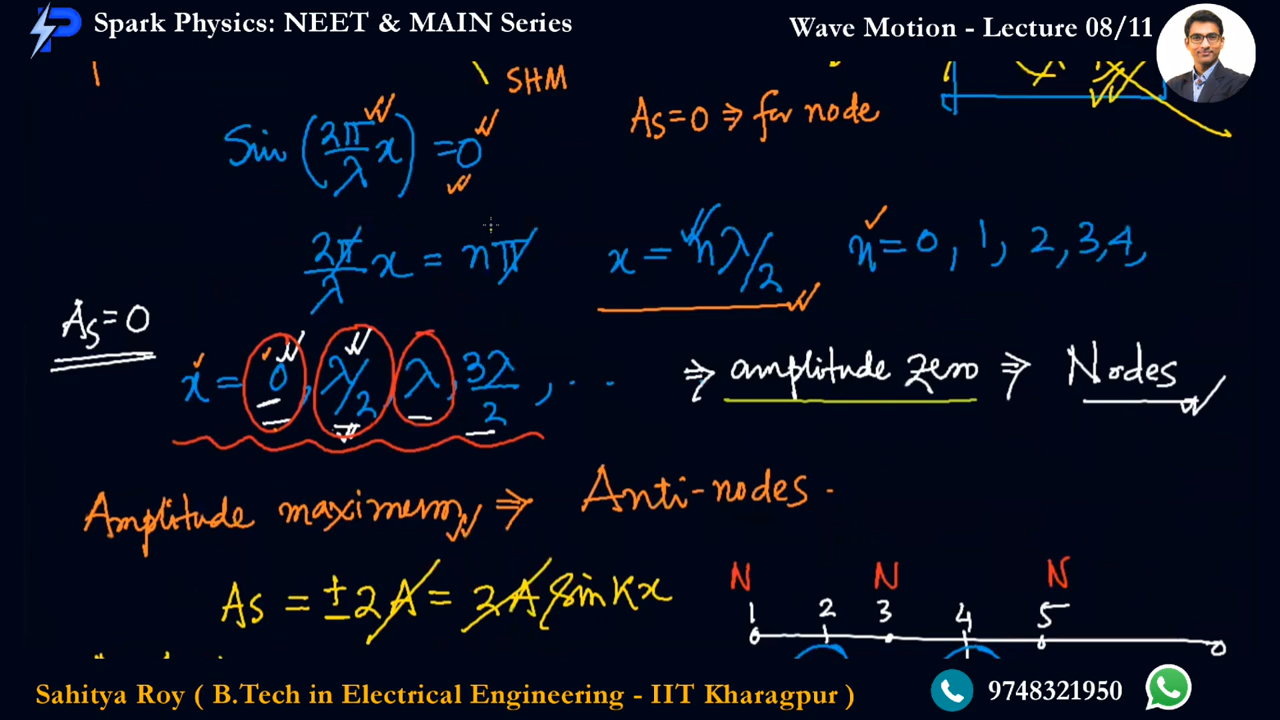 Spark Physics: NEET & MAIN Series
Wave Motion - Lecture 08/11
SHM
As=0 ⇒ for node
Sin (2π/λ x) = 0
2π/λ x = nπ
x = nλ/2 n = 0, 1, 2, 3, 4,
As=0
x = 0, λ/2, λ, 3λ/2, ...
⇒ amplitude zero ⇒ Nodes
Amplitude maximum ⇒ Anti-nodes.
As = ±2A = 2A sin Kx
N N N
1 2 3 4 5
Sahitya Roy ( B.Tech in Electrical Engineering - IIT Kharagpur )
9748321950